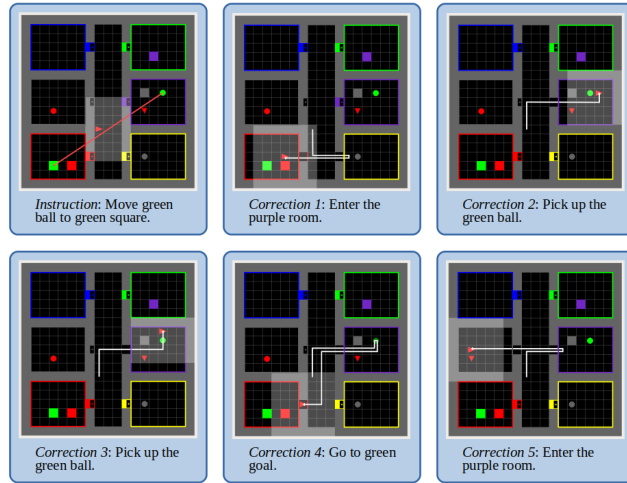 Instruction: Move green
ball to green square.
Correction 1: Enter the
purple room.
Correction 2: Pick up the
green ball.
Correction 3: Pick up the
green ball.
Correction 4: Go to green
goal.
Correction 5: Enter the
purple room.